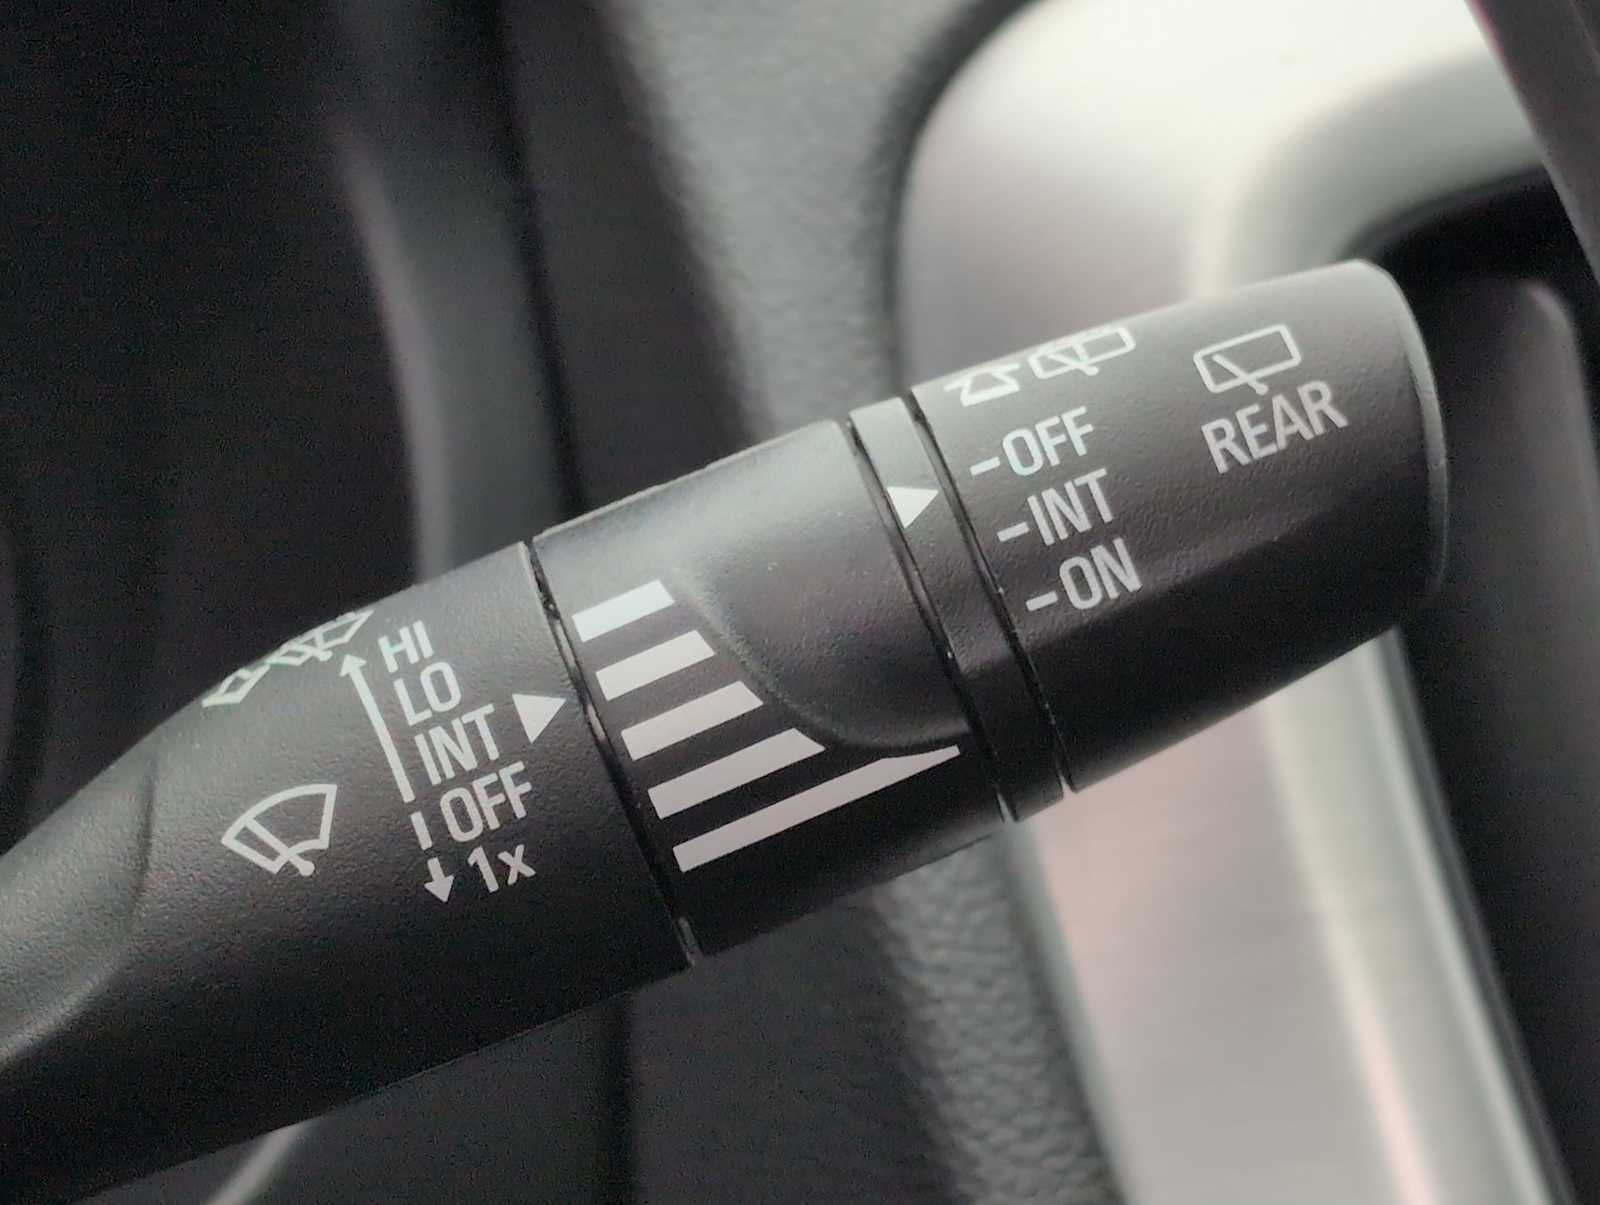 HI
LO
INT
OFF
1x
-OFF
-INT
-ON
REAR